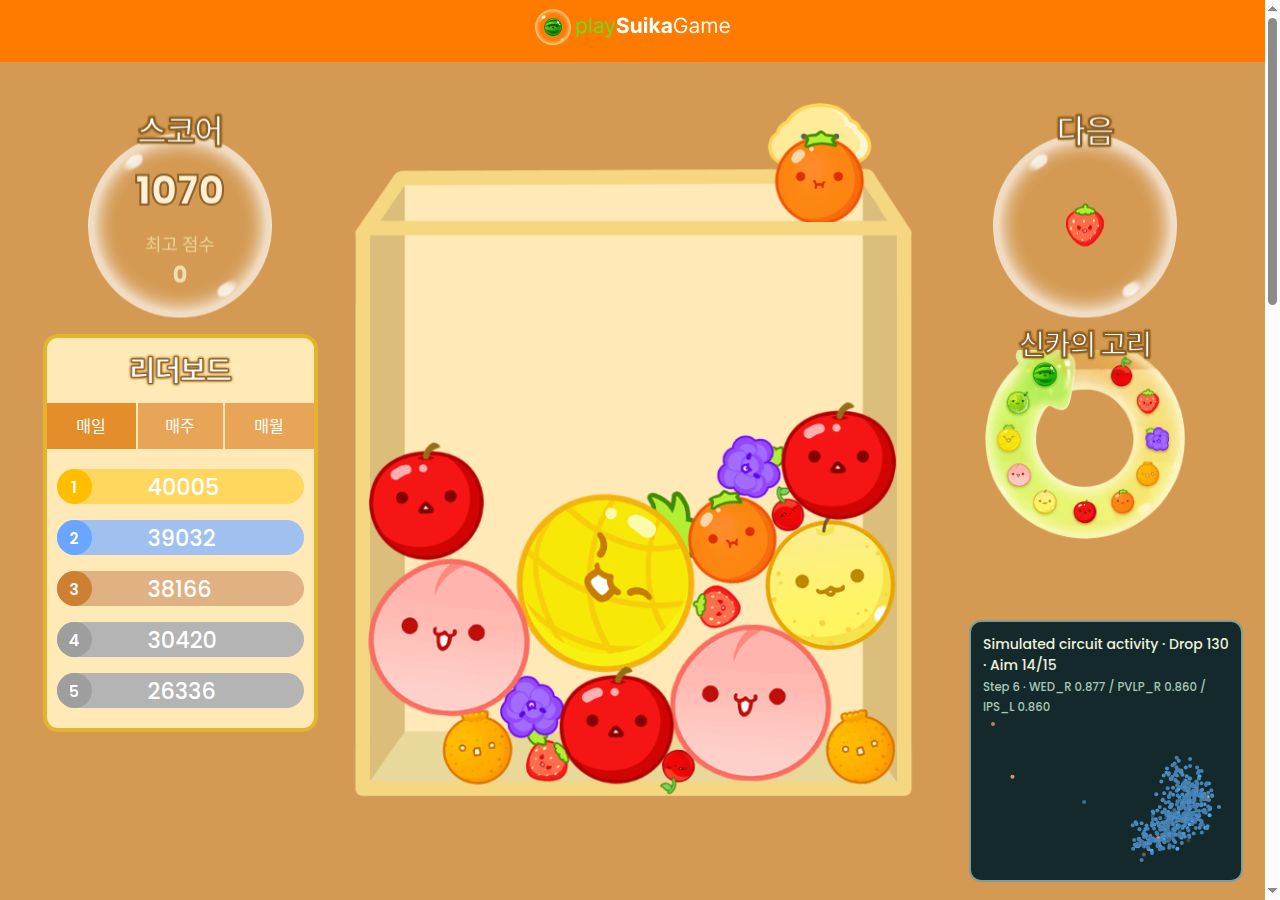 playSuikaGame
스코어
1070
최고 점수
0
다음
리더보드
매일 매주 매월
1 40005
2 39032
3 38166
4 30420
5 26336
신카의 고리
Simulated circuit activity · Drop 130
· Aim 14/15
Step 6 · WED_R 0.877 / PVLP_R 0.860 /
IPS_L 0.860